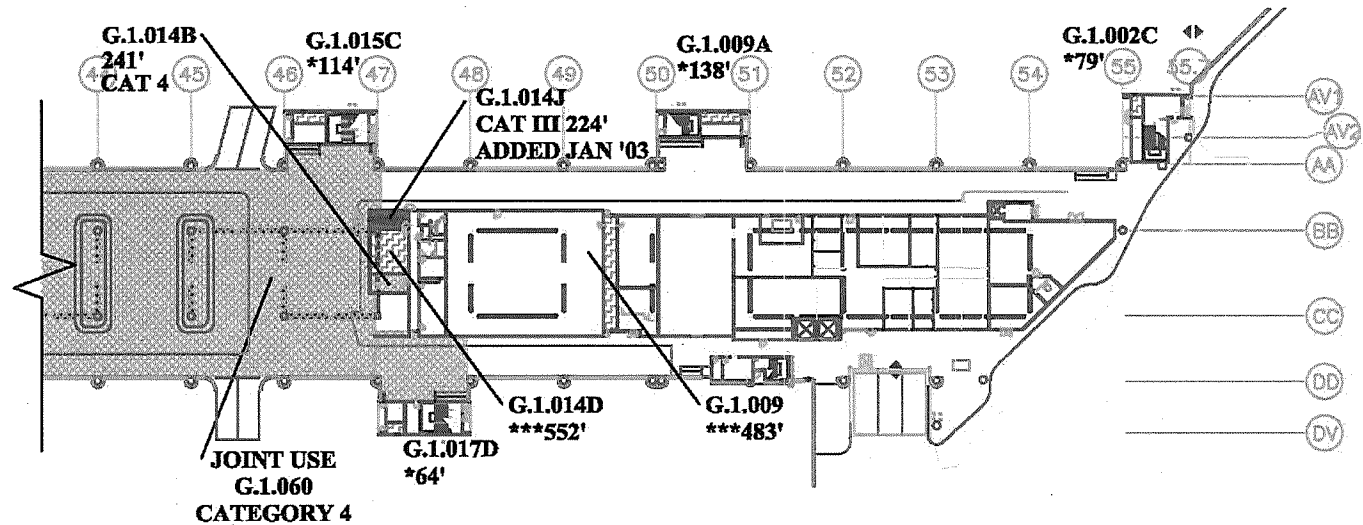 G.1.014B
241'
CAT 4
G.1.015C
*114'
G.1.009A
*138'
G.1.002C
*79'
45
46
47
48
49
50
51
52
53
54
55
G.1.014J
CAT III 224'
ADDED JAN '03
AV1
AV2
AA
BB
CC
DD
DV
G.1.014D
***552'
G.1.009
***483'
G.1.017D
*64'
JOINT USE
G.1.060
CATEGORY 4